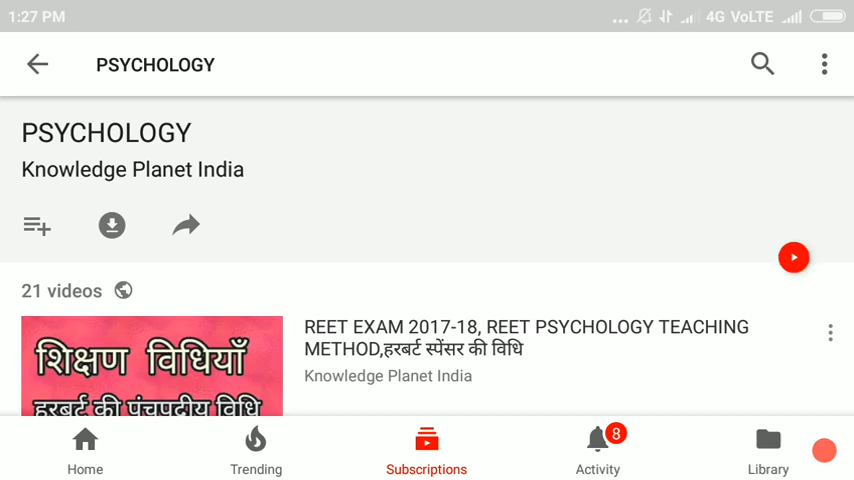 1:27 PM
4G VoLTE
PSYCHOLOGY
PSYCHOLOGY
Knowledge Planet India
21 videos
शिक्षण विधियाँ
हरबर्ट की पंचपदीय विधि
REET EXAM 2017-18, REET PSYCHOLOGY TEACHING
METHOD,हरबर्ट स्पेंसर की विधि
Knowledge Planet India
8
Home
Trending
Subscriptions
Activity
Library